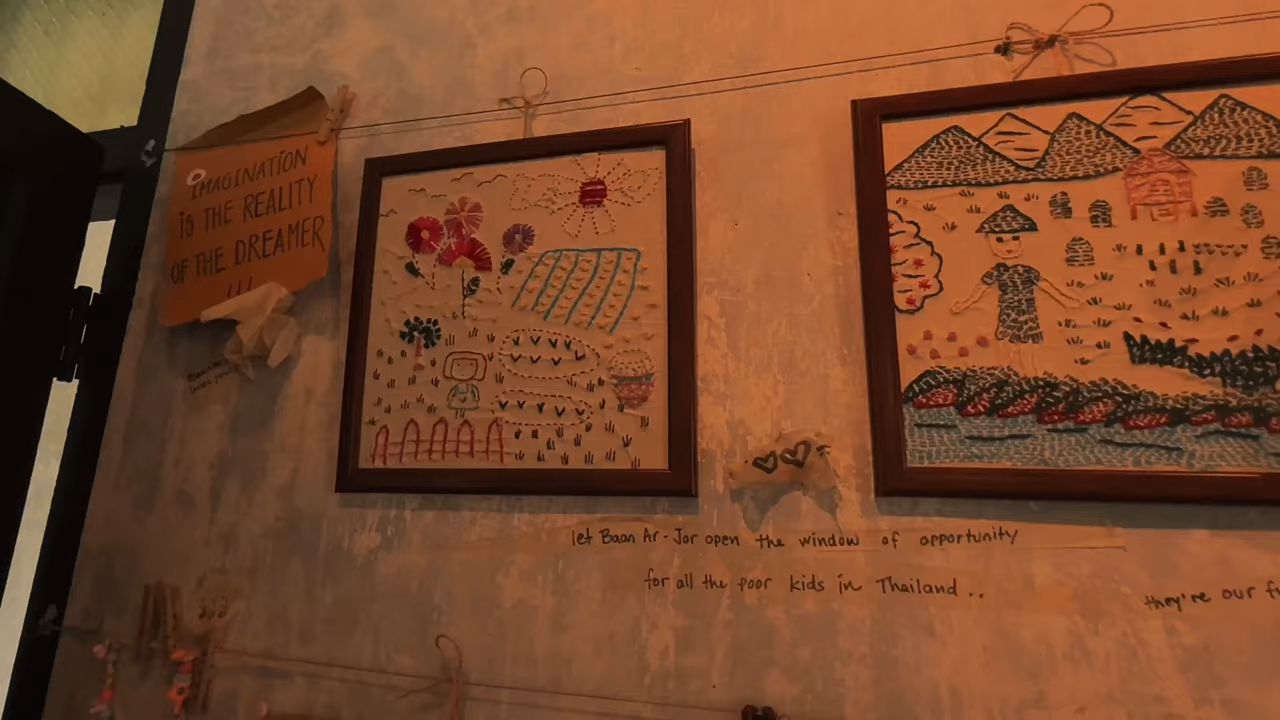 IMAGINATION
is THE REALITY
OF THE DREAMER
!!!
let Baan Ar-Jor open the window of opportunity
for all the poor kids in Thailand..
they're our